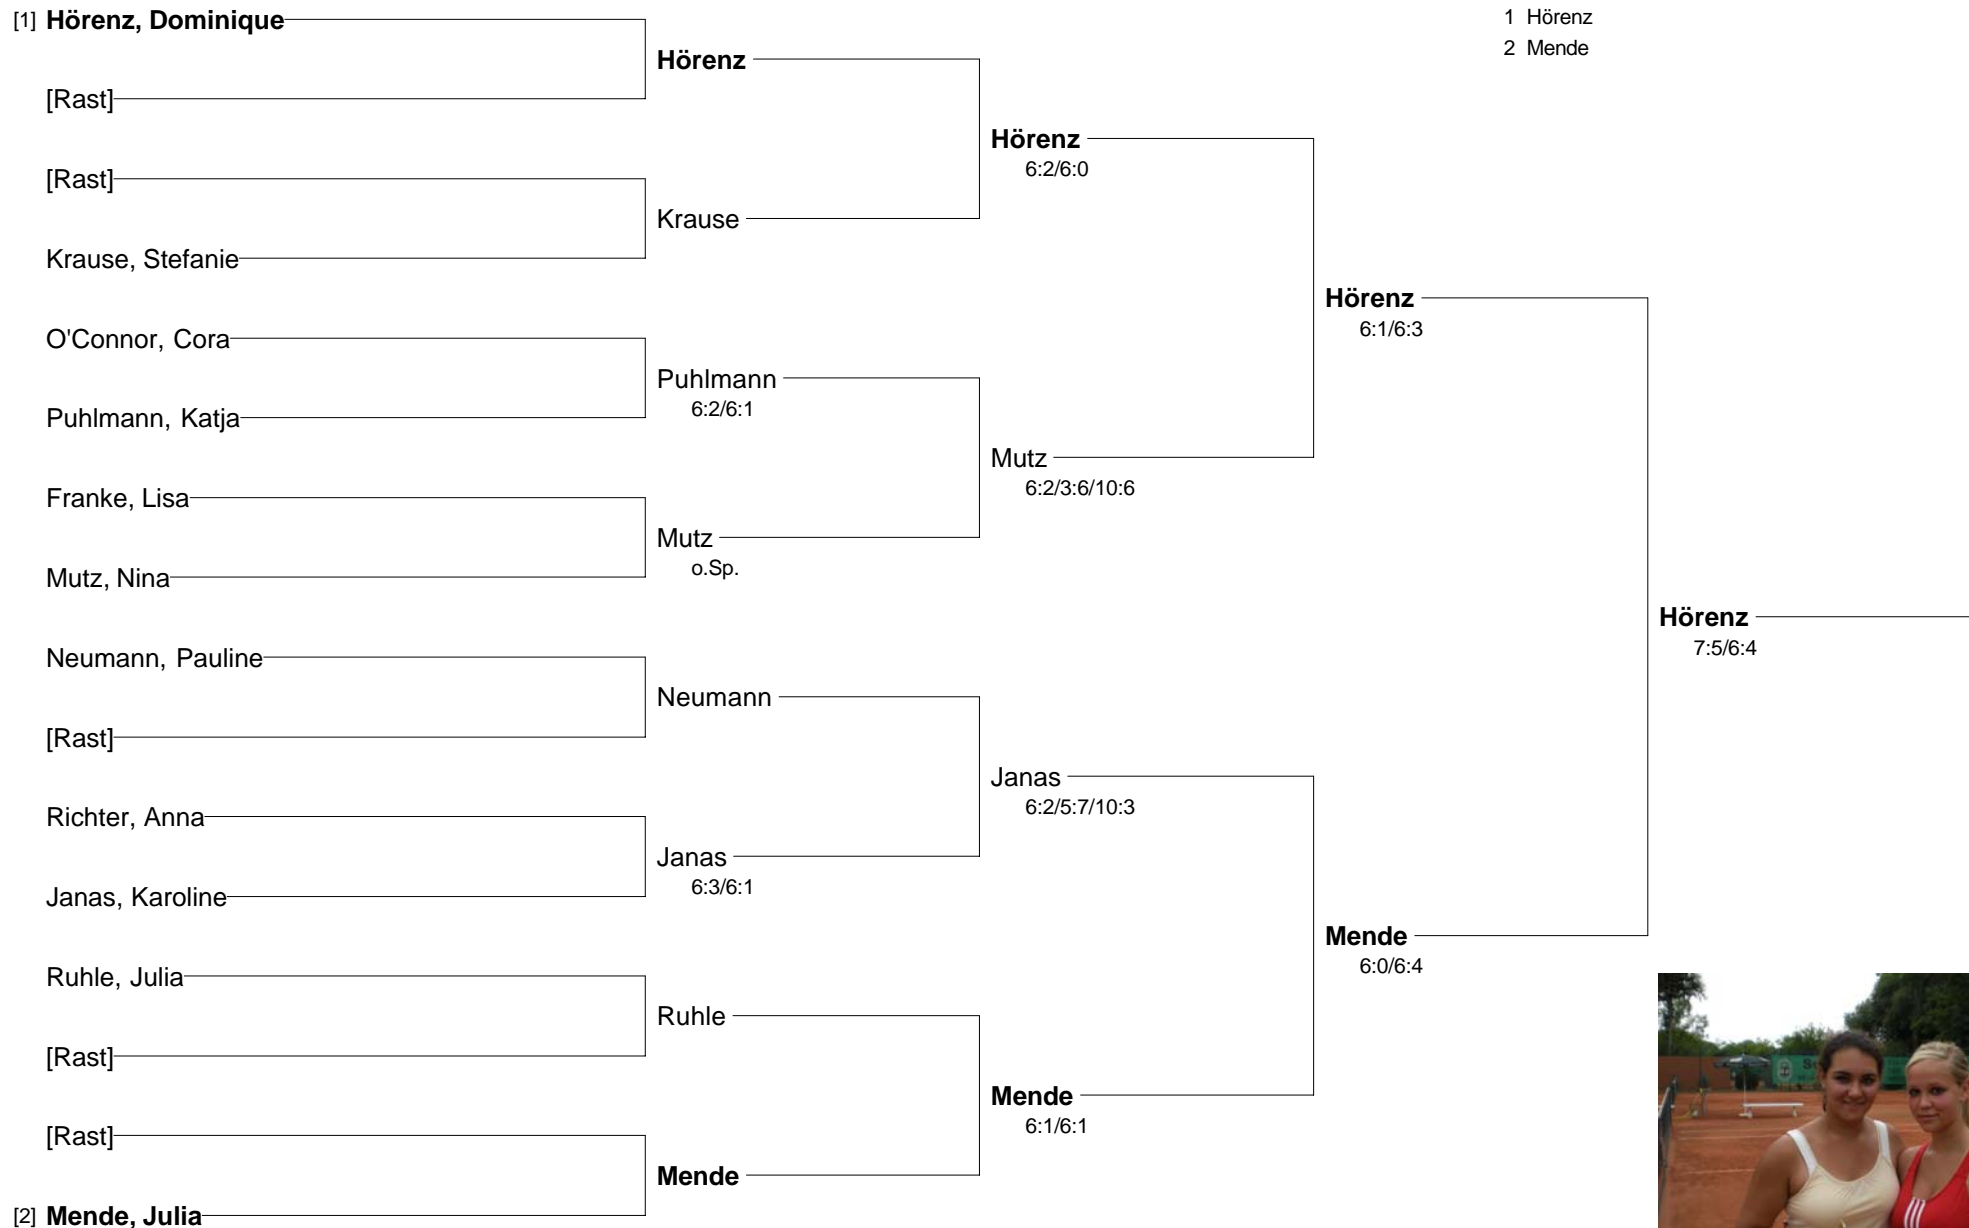 [1] Hörenz, Dominique
1 Hörenz
2 Mende
Hörenz
[Rast]
Hörenz
6:2/6:0
[Rast]
Krause
Krause, Stefanie
Hörenz
6:1/6:3
O'Connor, Cora
Puhlmann
6:2/6:1
Puhlmann, Katja
Mutz
6:2/3:6/10:6
Franke, Lisa
Mutz
o.Sp.
Mutz, Nina
Hörenz
7:5/6:4
Neumann, Pauline
Neumann
[Rast]
Janas
6:2/5:7/10:3
Richter, Anna
Janas
6:3/6:1
Janas, Karoline
Mende
6:0/6:4
Ruhle, Julia
Ruhle
[Rast]
Mende
6:1/6:1
[Rast]
Mende
[2] Mende, Julia